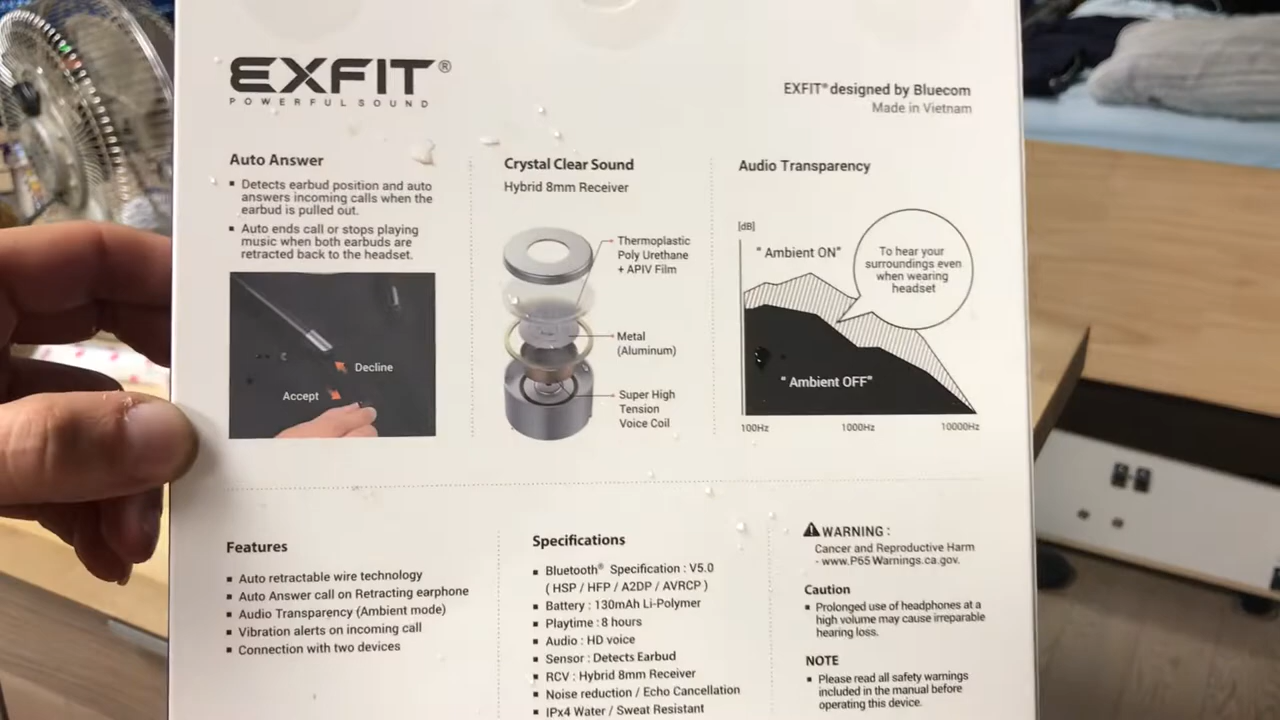 EXFIT®
POWERFUL SOUND
EXFIT® designed by Bluecom
Made in Vietnam
Auto Answer
▪ Detects earbud position and auto
answers incoming calls when the
earbud is pulled out.
▪ Auto ends call or stops playing
music when both earbuds are
retracted back to the headset.
Decline
Accept
Crystal Clear Sound
Hybrid 8mm Receiver
Thermoplastic
Poly Urethane
+ APIV Film
Metal
(Aluminum)
Super High
Tension
Voice Coil
Audio Transparency
[dB]
" Ambient ON"
To hear your
surroundings even
when wearing
headset
" Ambient OFF"
100Hz 1000Hz 10000Hz
Features
▪ Auto retractable wire technology
▪ Auto Answer call on Retracting earphone
▪ Audio Transparency (Ambient mode)
▪ Vibration alerts on incoming call
▪ Connection with two devices
Specifications
▪ Bluetooth® Specification : V5.0
( HSP / HFP / A2DP / AVRCP )
▪ Battery : 130mAh Li-Polymer
▪ Playtime : 8 hours
▪ Audio : HD voice
▪ Sensor : Detects Earbud
▪ RCV : Hybrid 8mm Receiver
▪ Noise reduction / Echo Cancellation
▪ IPx4 Water / Sweat Resistant
⚠WARNING :
Cancer and Reproductive Harm
- www.P65Warnings.ca.gov.
Caution
▪ Prolonged use of headphones at a
high volume may cause irreparable
hearing loss.
NOTE
▪ Please read all safety warnings
included in the manual before
operating this device.